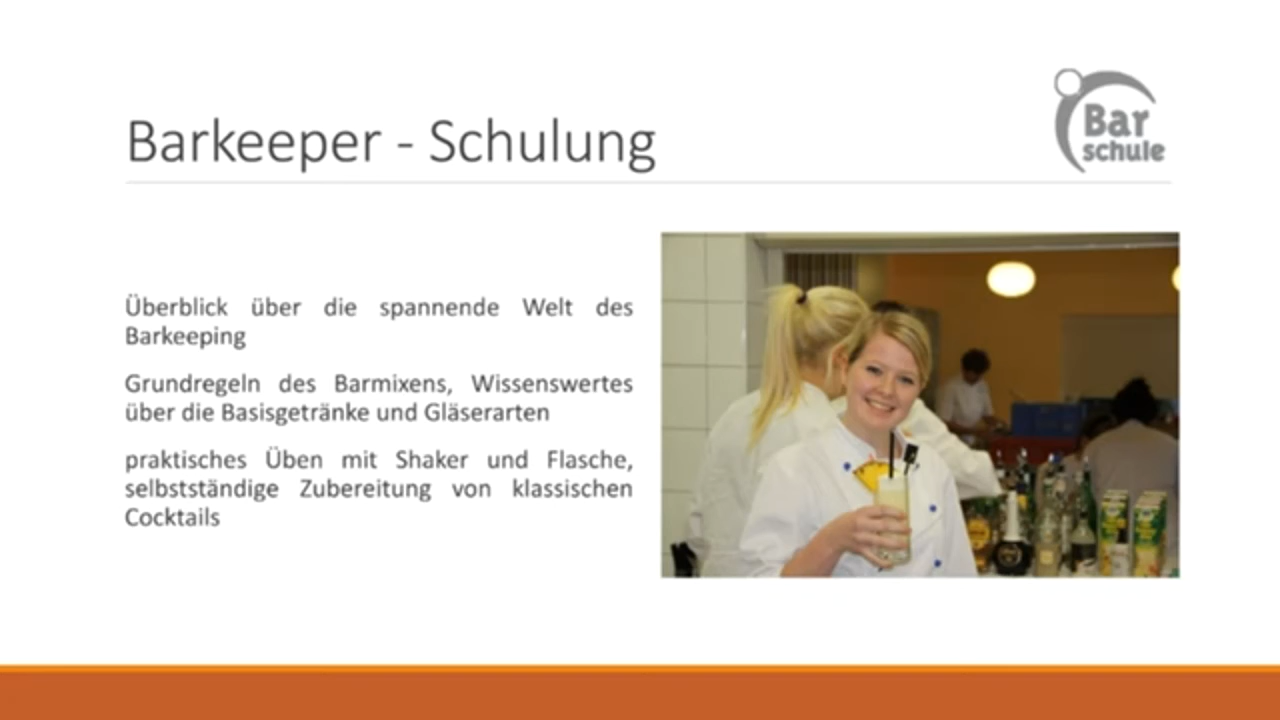 Barkeeper - Schulung
Bar
schule
Überblick über die spannende Welt des
Barkeeping
Grundregeln des Barmixens, Wissenswertes
über die Basisgetränke und Gläserarten
praktisches Üben mit Shaker und Flasche,
selbstständige Zubereitung von klassischen
Cocktails